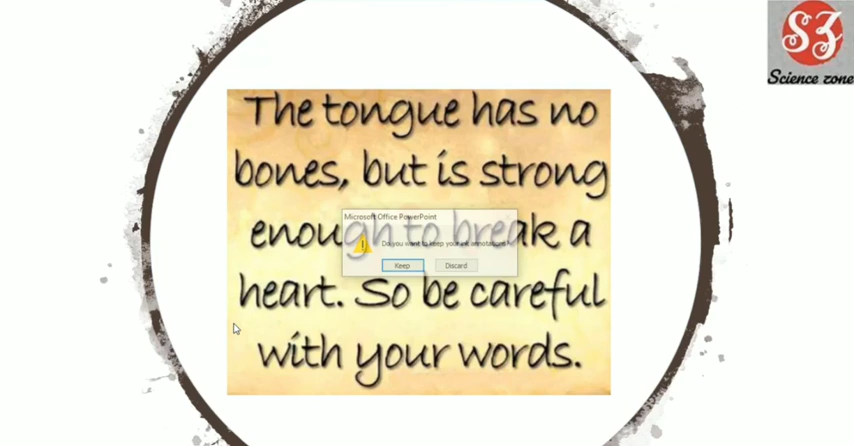 SZ
Science zone
The tongue has no
bones, but is strong
enough to break a
heart. So be careful
with your words.
Microsoft Office PowerPoint
Do you want to keep your ink annotations?
Keep
Discard